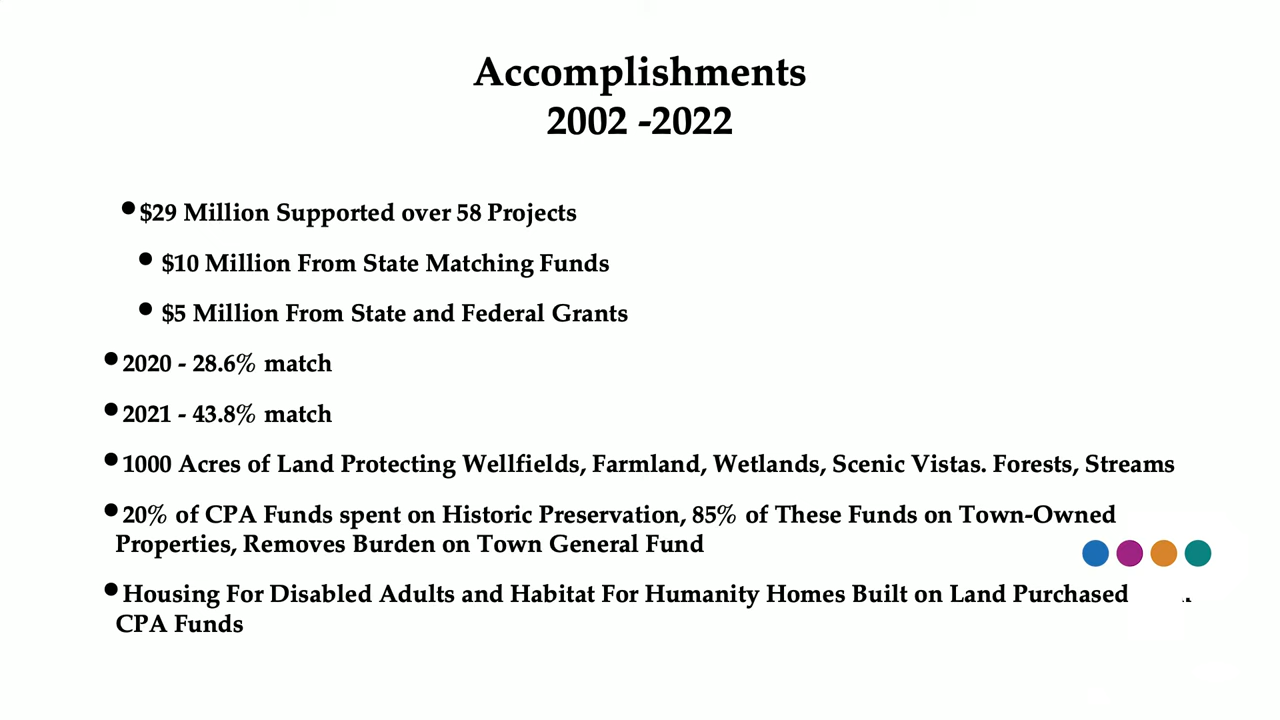 Accomplishments
2002 -2022
•$29 Million Supported over 58 Projects
• $10 Million From State Matching Funds
• $5 Million From State and Federal Grants
•2020 - 28.6% match
•2021 - 43.8% match
•1000 Acres of Land Protecting Wellfields, Farmland, Wetlands, Scenic Vistas. Forests, Streams
•20% of CPA Funds spent on Historic Preservation, 85% of These Funds on Town-Owned
Properties, Removes Burden on Town General Fund
•Housing For Disabled Adults and Habitat For Humanity Homes Built on Land Purchased
CPA Funds